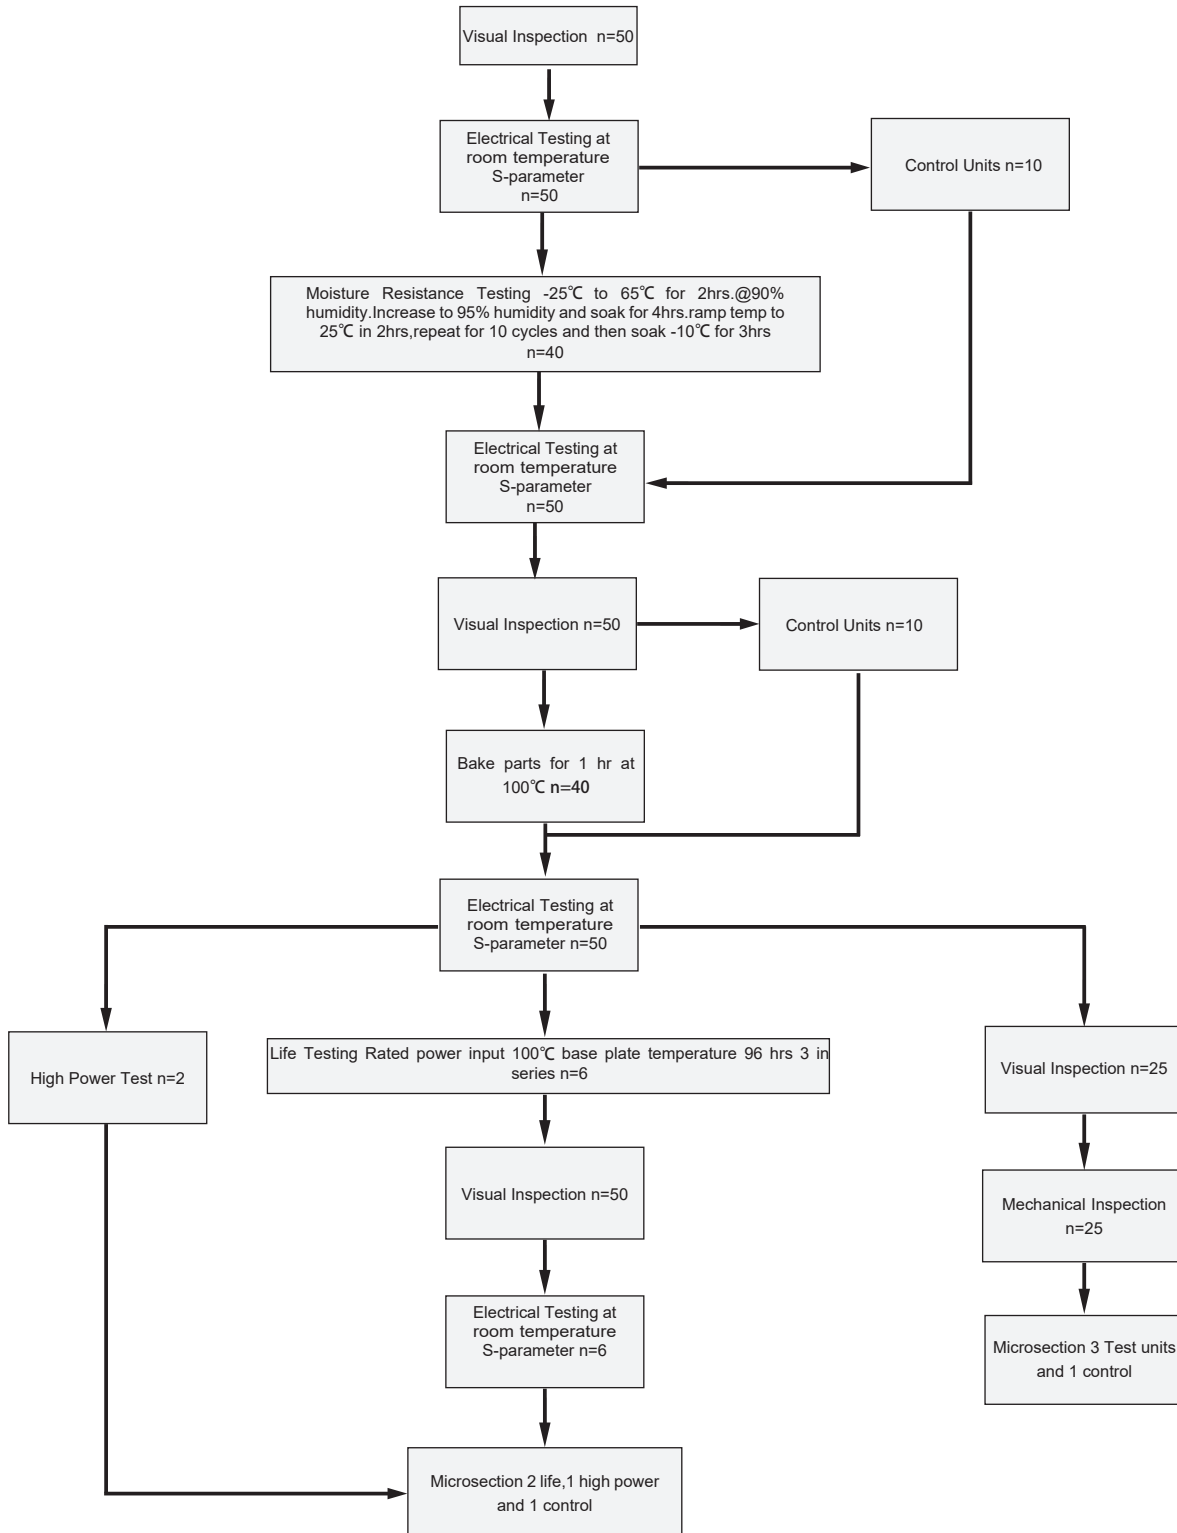 Visual Inspection n=50
Electrical Testing at
room temperature
S-parameter
n=50
Control Units n=10
Moisture Resistance Testing -25℃ to 65℃ for 2hrs.@90%
humidity.Increase to 95% humidity and soak for 4hrs.ramp temp to
25℃ in 2hrs,repeat for 10 cycles and then soak -10℃ for 3hrs
n=40
Electrical Testing at
room temperature
S-parameter
n=50
Visual Inspection n=50
Control Units n=10
Bake parts for 1 hr at
100℃ n=40
Electrical Testing at
room temperature
S-parameter n=50
High Power Test n=2
Life Testing Rated power input 100℃ base plate temperature 96 hrs 3 in
series n=6
Visual Inspection n=25
Visual Inspection n=50
Mechanical Inspection
n=25
Electrical Testing at
room temperature
S-parameter n=6
Microsection 3 Test units
and 1 control
Microsection 2 life,1 high power
and 1 control